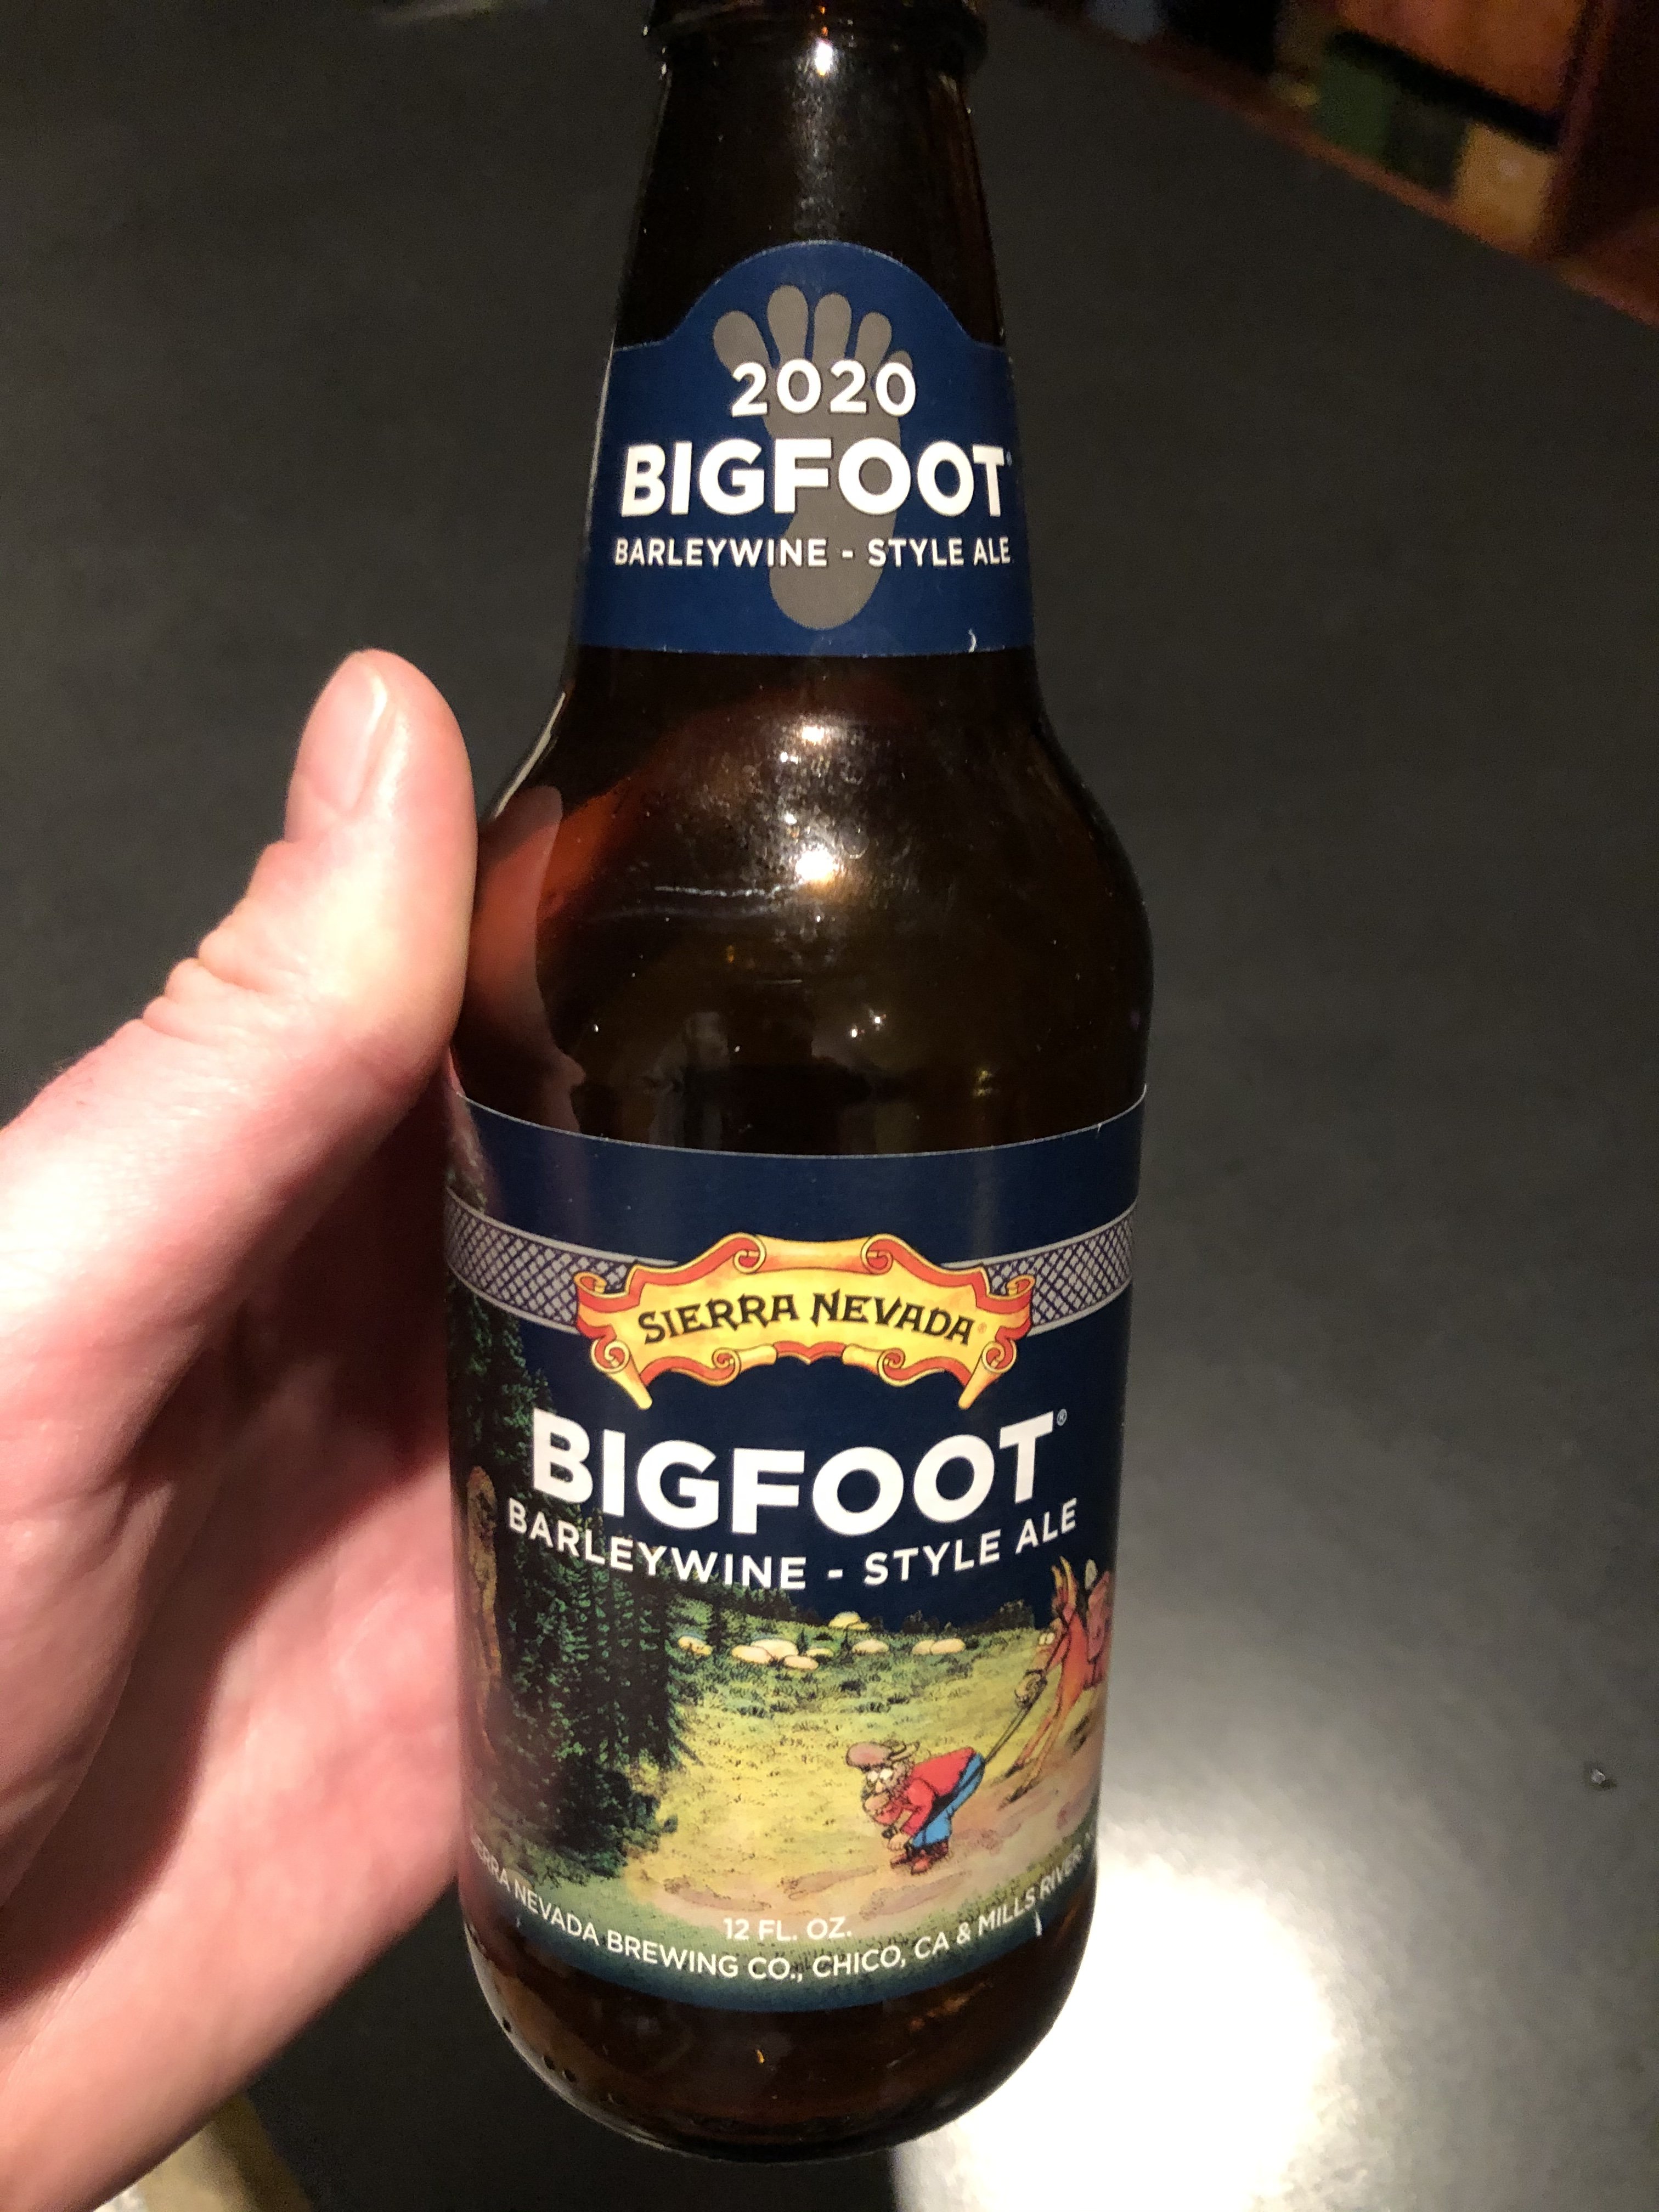 2020
BIGFOOT®
BARLEYWINE - STYLE ALE
SIERRA NEVADA®
BIGFOOT®
BARLEYWINE - STYLE ALE
12 FL. OZ.
SIERRA NEVADA BREWING CO., CHICO, CA & MILLS RIVER,